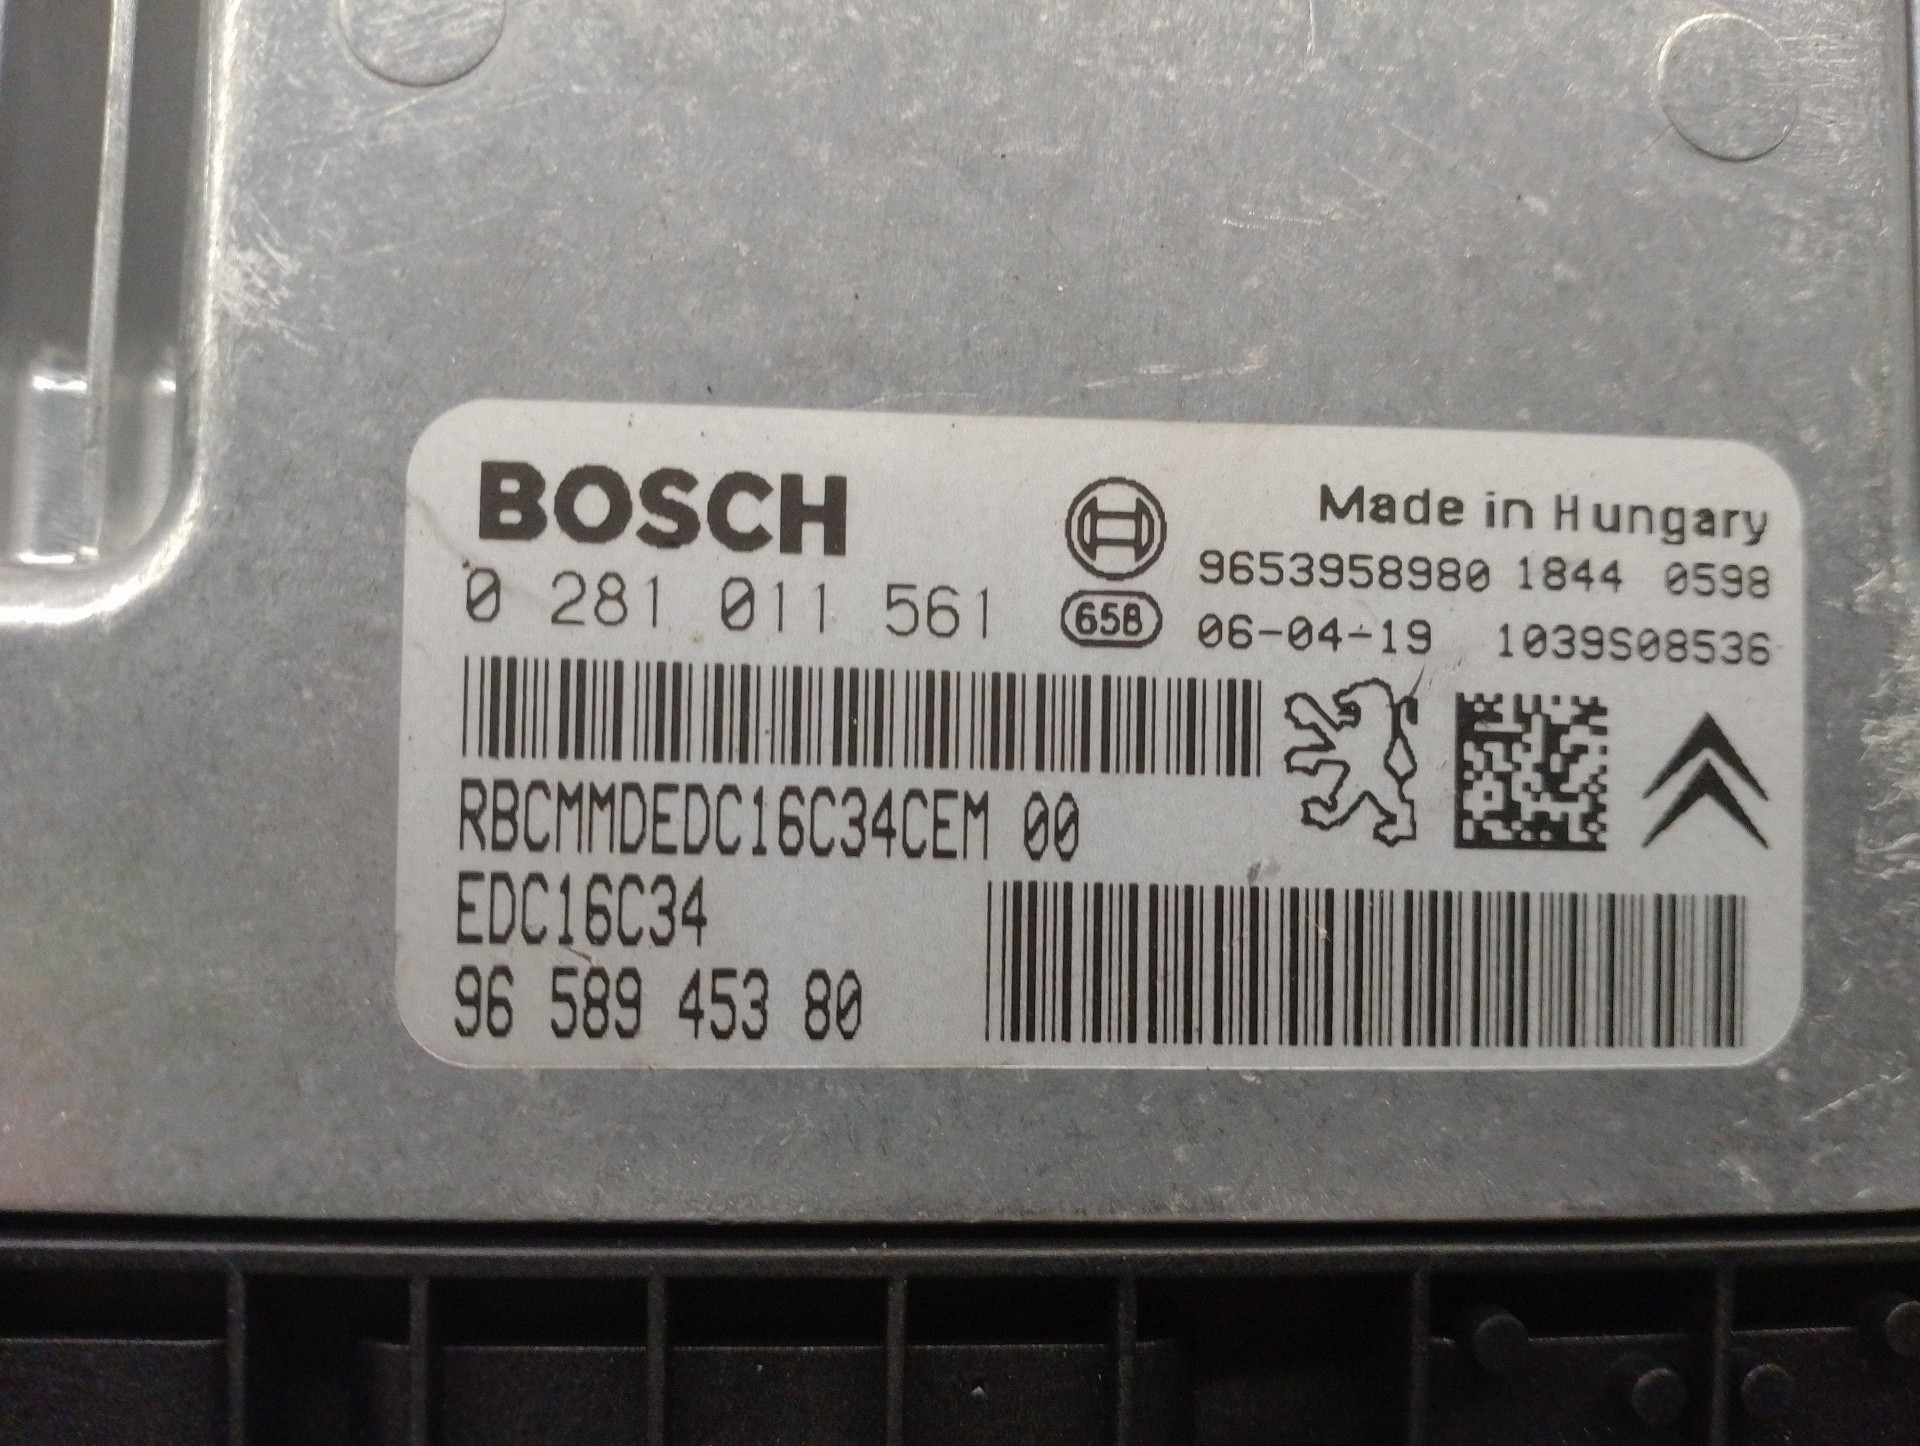 BOSCH
Made in Hungary
9653958980 1844 0598
0 281 011 561
658
06-04-19 1039S08536
RBCMMDEDC16C34CEM 00
EDC16C34
96 589 453 80